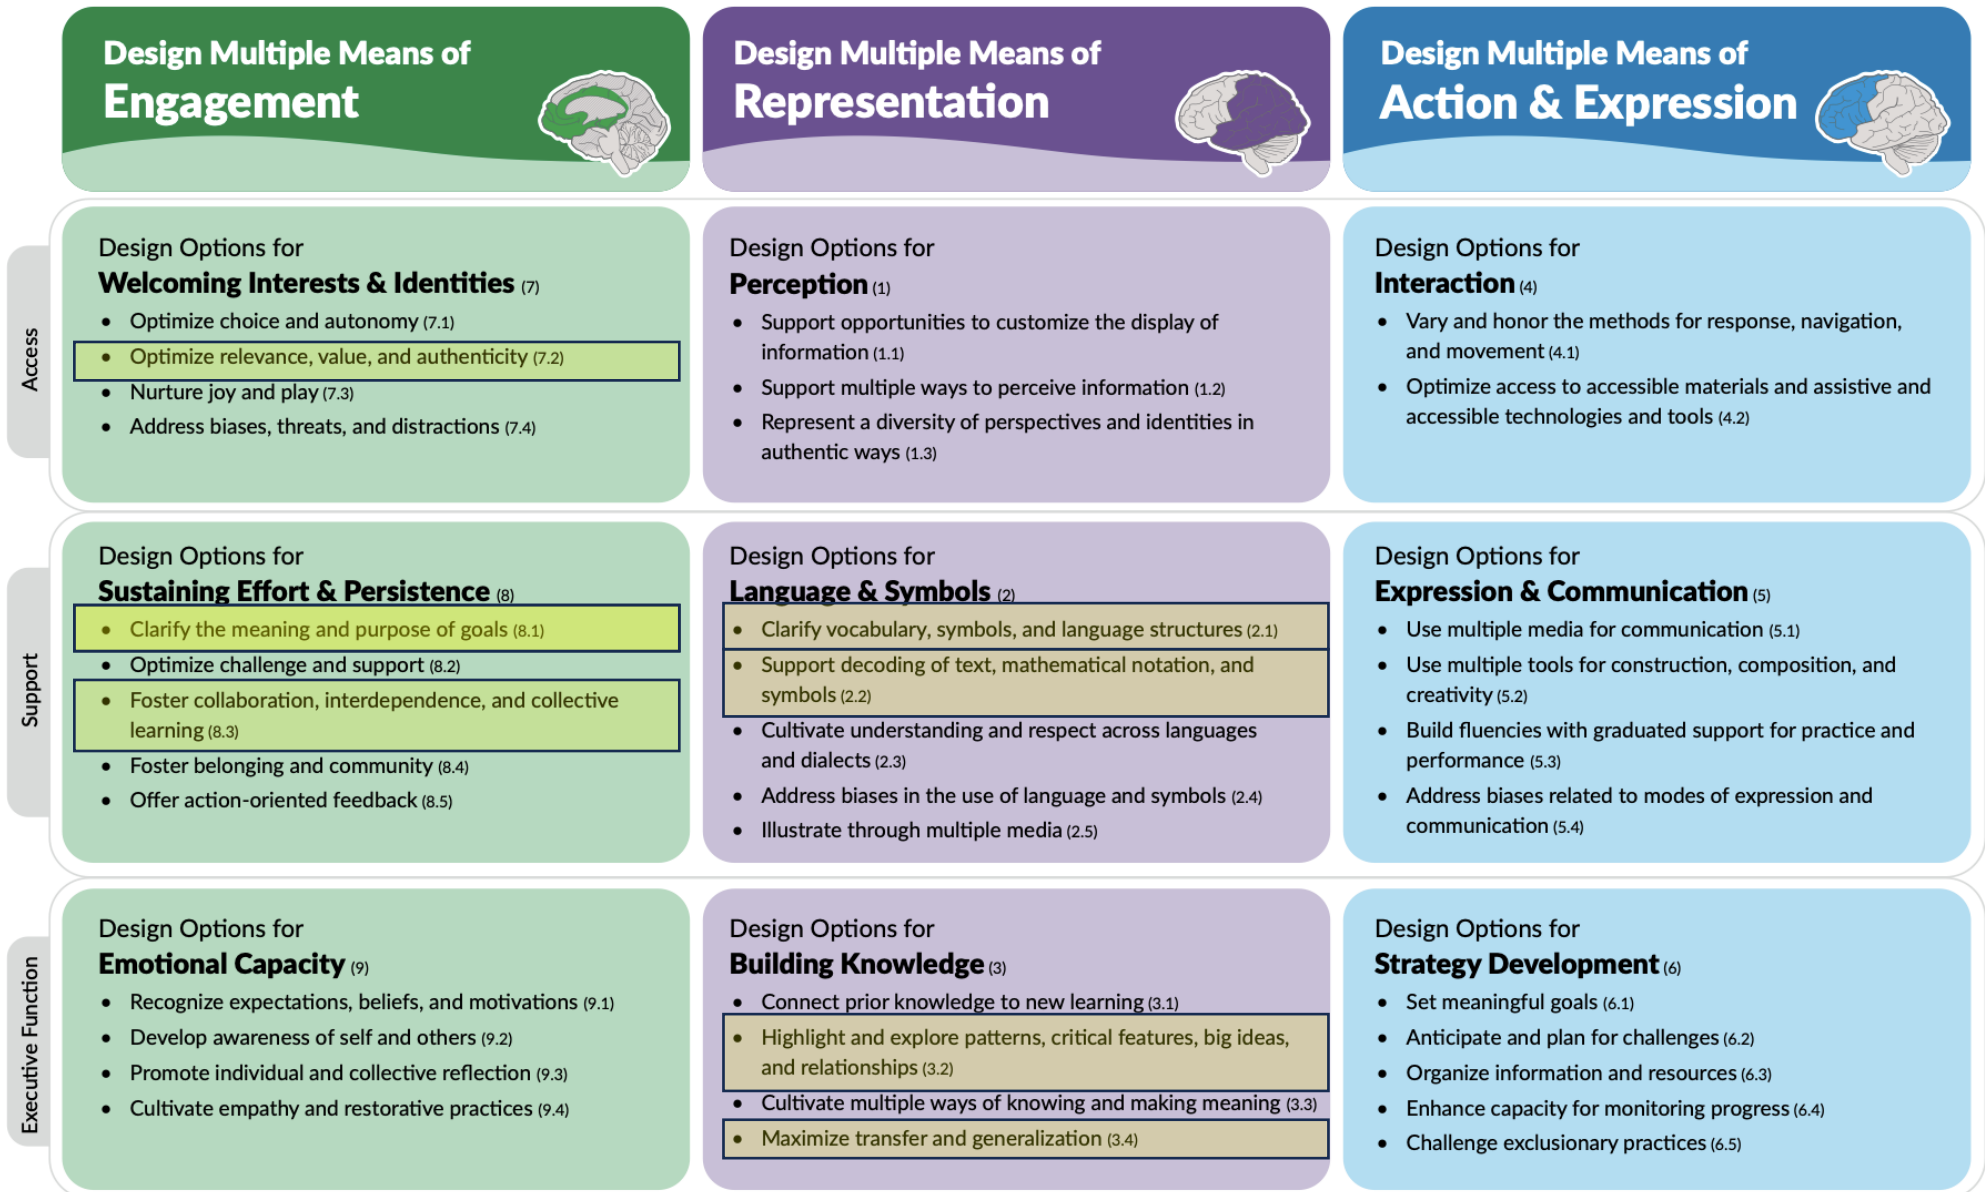 Design Multiple Means of
Engagement
Design Multiple Means of
Representation
Design Multiple Means of
Action & Expression
Access
Design Options for
Welcoming Interests & Identities (7)
• Optimize choice and autonomy (7.1)
• Optimize relevance, value, and authenticity (7.2)
• Nurture joy and play (7.3)
• Address biases, threats, and distractions (7.4)
Design Options for
Perception (1)
• Support opportunities to customize the display of
information (1.1)
• Support multiple ways to perceive information (1.2)
• Represent a diversity of perspectives and identities in
authentic ways (1.3)
Design Options for
Interaction (4)
• Vary and honor the methods for response, navigation,
and movement (4.1)
• Optimize access to accessible materials and assistive and
accessible technologies and tools (4.2)
Support
Design Options for
Sustaining Effort & Persistence (8)
• Clarify the meaning and purpose of goals (8.1)
• Optimize challenge and support (8.2)
• Foster collaboration, interdependence, and collective
learning (8.3)
• Foster belonging and community (8.4)
• Offer action-oriented feedback (8.5)
Design Options for
Language & Symbols (2)
• Clarify vocabulary, symbols, and language structures (2.1)
• Support decoding of text, mathematical notation, and
symbols (2.2)
• Cultivate understanding and respect across languages
and dialects (2.3)
• Address biases in the use of language and symbols (2.4)
• Illustrate through multiple media (2.5)
Design Options for
Expression & Communication (5)
• Use multiple media for communication (5.1)
• Use multiple tools for construction, composition, and
creativity (5.2)
• Build fluencies with graduated support for practice and
performance (5.3)
• Address biases related to modes of expression and
communication (5.4)
Executive Function
Design Options for
Emotional Capacity (9)
• Recognize expectations, beliefs, and motivations (9.1)
• Develop awareness of self and others (9.2)
• Promote individual and collective reflection (9.3)
• Cultivate empathy and restorative practices (9.4)
Design Options for
Building Knowledge (3)
• Connect prior knowledge to new learning (3.1)
• Highlight and explore patterns, critical features, big ideas,
and relationships (3.2)
• Cultivate multiple ways of knowing and making meaning (3.3)
• Maximize transfer and generalization (3.4)
Design Options for
Strategy Development (6)
• Set meaningful goals (6.1)
• Anticipate and plan for challenges (6.2)
• Organize information and resources (6.3)
• Enhance capacity for monitoring progress (6.4)
• Challenge exclusionary practices (6.5)